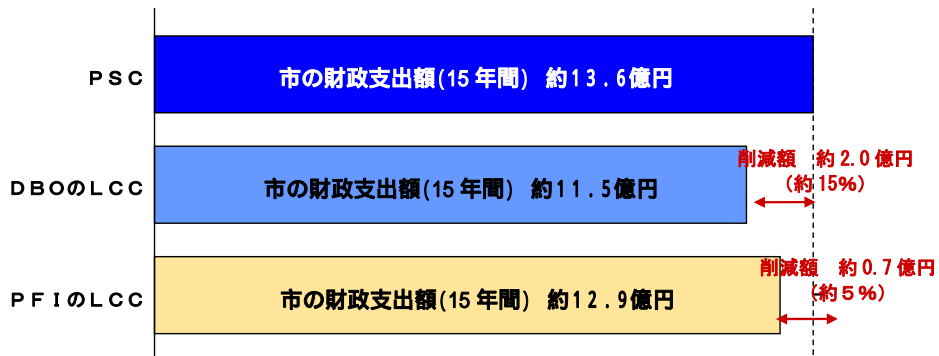 ＰＳＣ
市の財政支出額(15年間) 約13.6億円
ＤＢＯのＬＣＣ
市の財政支出額(15年間) 約11.5億円
削減額　約2.0億円
(約15%)
ＰＦＩのＬＣＣ
市の財政支出額(15年間) 約12.9億円
削減額　約0.7億円
(約５%)